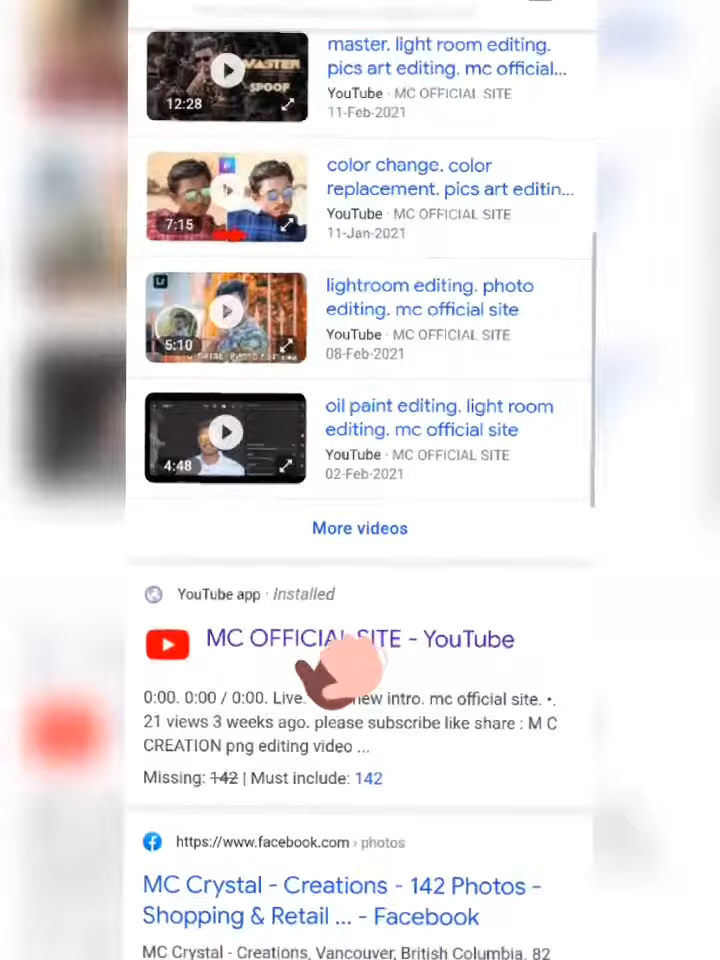 master. light room editing.
pics art editing. mc official...
YouTube · MC OFFICIAL SITE
11-Feb-2021
MASTER
SPOOF
12:28
color change. color
replacement. pics art editin...
YouTube · MC OFFICIAL SITE
11-Jan-2021
7:15
lightroom editing. photo
editing. mc official site
YouTube · MC OFFICIAL SITE
08-Feb-2021
Lr
5:10
oil paint editing. light room
editing. mc official site
YouTube · MC OFFICIAL SITE
02-Feb-2021
4:48
More videos
YouTube app · Installed
MC OFFICIAL SITE - YouTube
0:00. 0:00 / 0:00. Live. new intro. mc official site. •.
21 views 3 weeks ago. please subscribe like share : M C
CREATION png editing video ...
Missing: 142 | Must include: 142
https://www.facebook.com › photos
MC Crystal - Creations - 142 Photos -
Shopping & Retail ... - Facebook
MC Crystal - Creations, Vancouver, British Columbia. 82